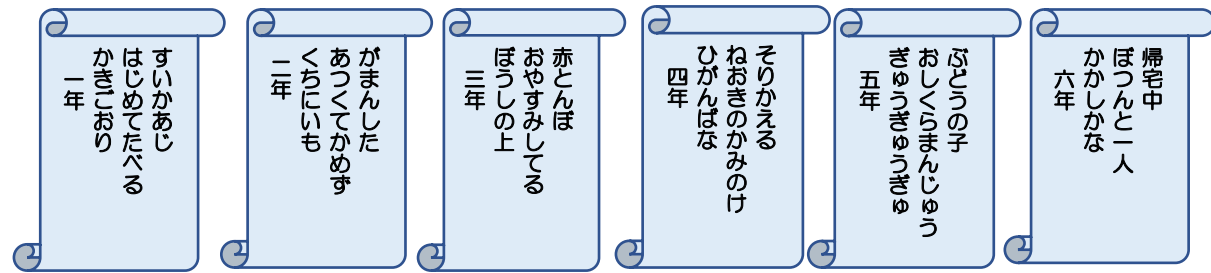 帰宅中
ぽつんと一人
かかしかな
六年
ぶどうの子
おしくらまんじゅう
ぎゅうぎゅうぎゅ
五年
そりかえる
ねおきのかみのけ
ひがんばな
四年
赤とんぼ
おやすみしてる
ぼうしの上
三年
がまんした
あつくてかめず
くちにいも
二年
すいかあじ
はじめてたべる
かきごおり
一年